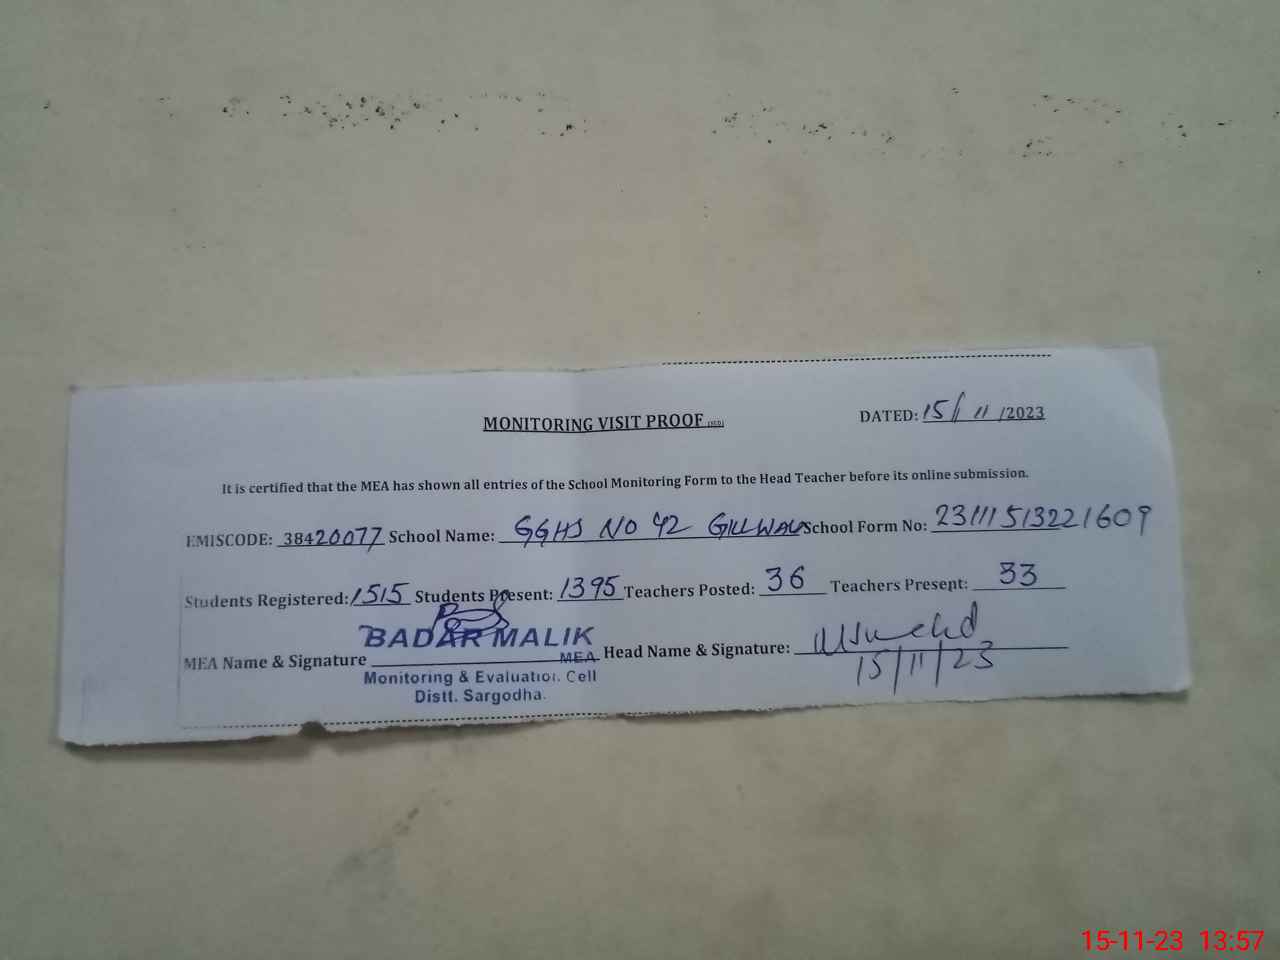 MONITORING VISIT PROOF
DATED: 15/11/2023
It is certified that the MEA has shown all entries of the School Monitoring Form to the Head Teacher before its online submission.
EMISCODE: 38420077 School Name: GGHS NO 42 GILLWALA School Form No: 23111513221609
Students Registered: 1515 Students Present: 1395 Teachers Posted: 36 Teachers Present: 33
BADAR MALIK
MEA Name & Signature MEA Head Name & Signature:
15/11/23
Monitoring & Evaluation Cell
Distt. Sargodha.
15-11-23 13:57